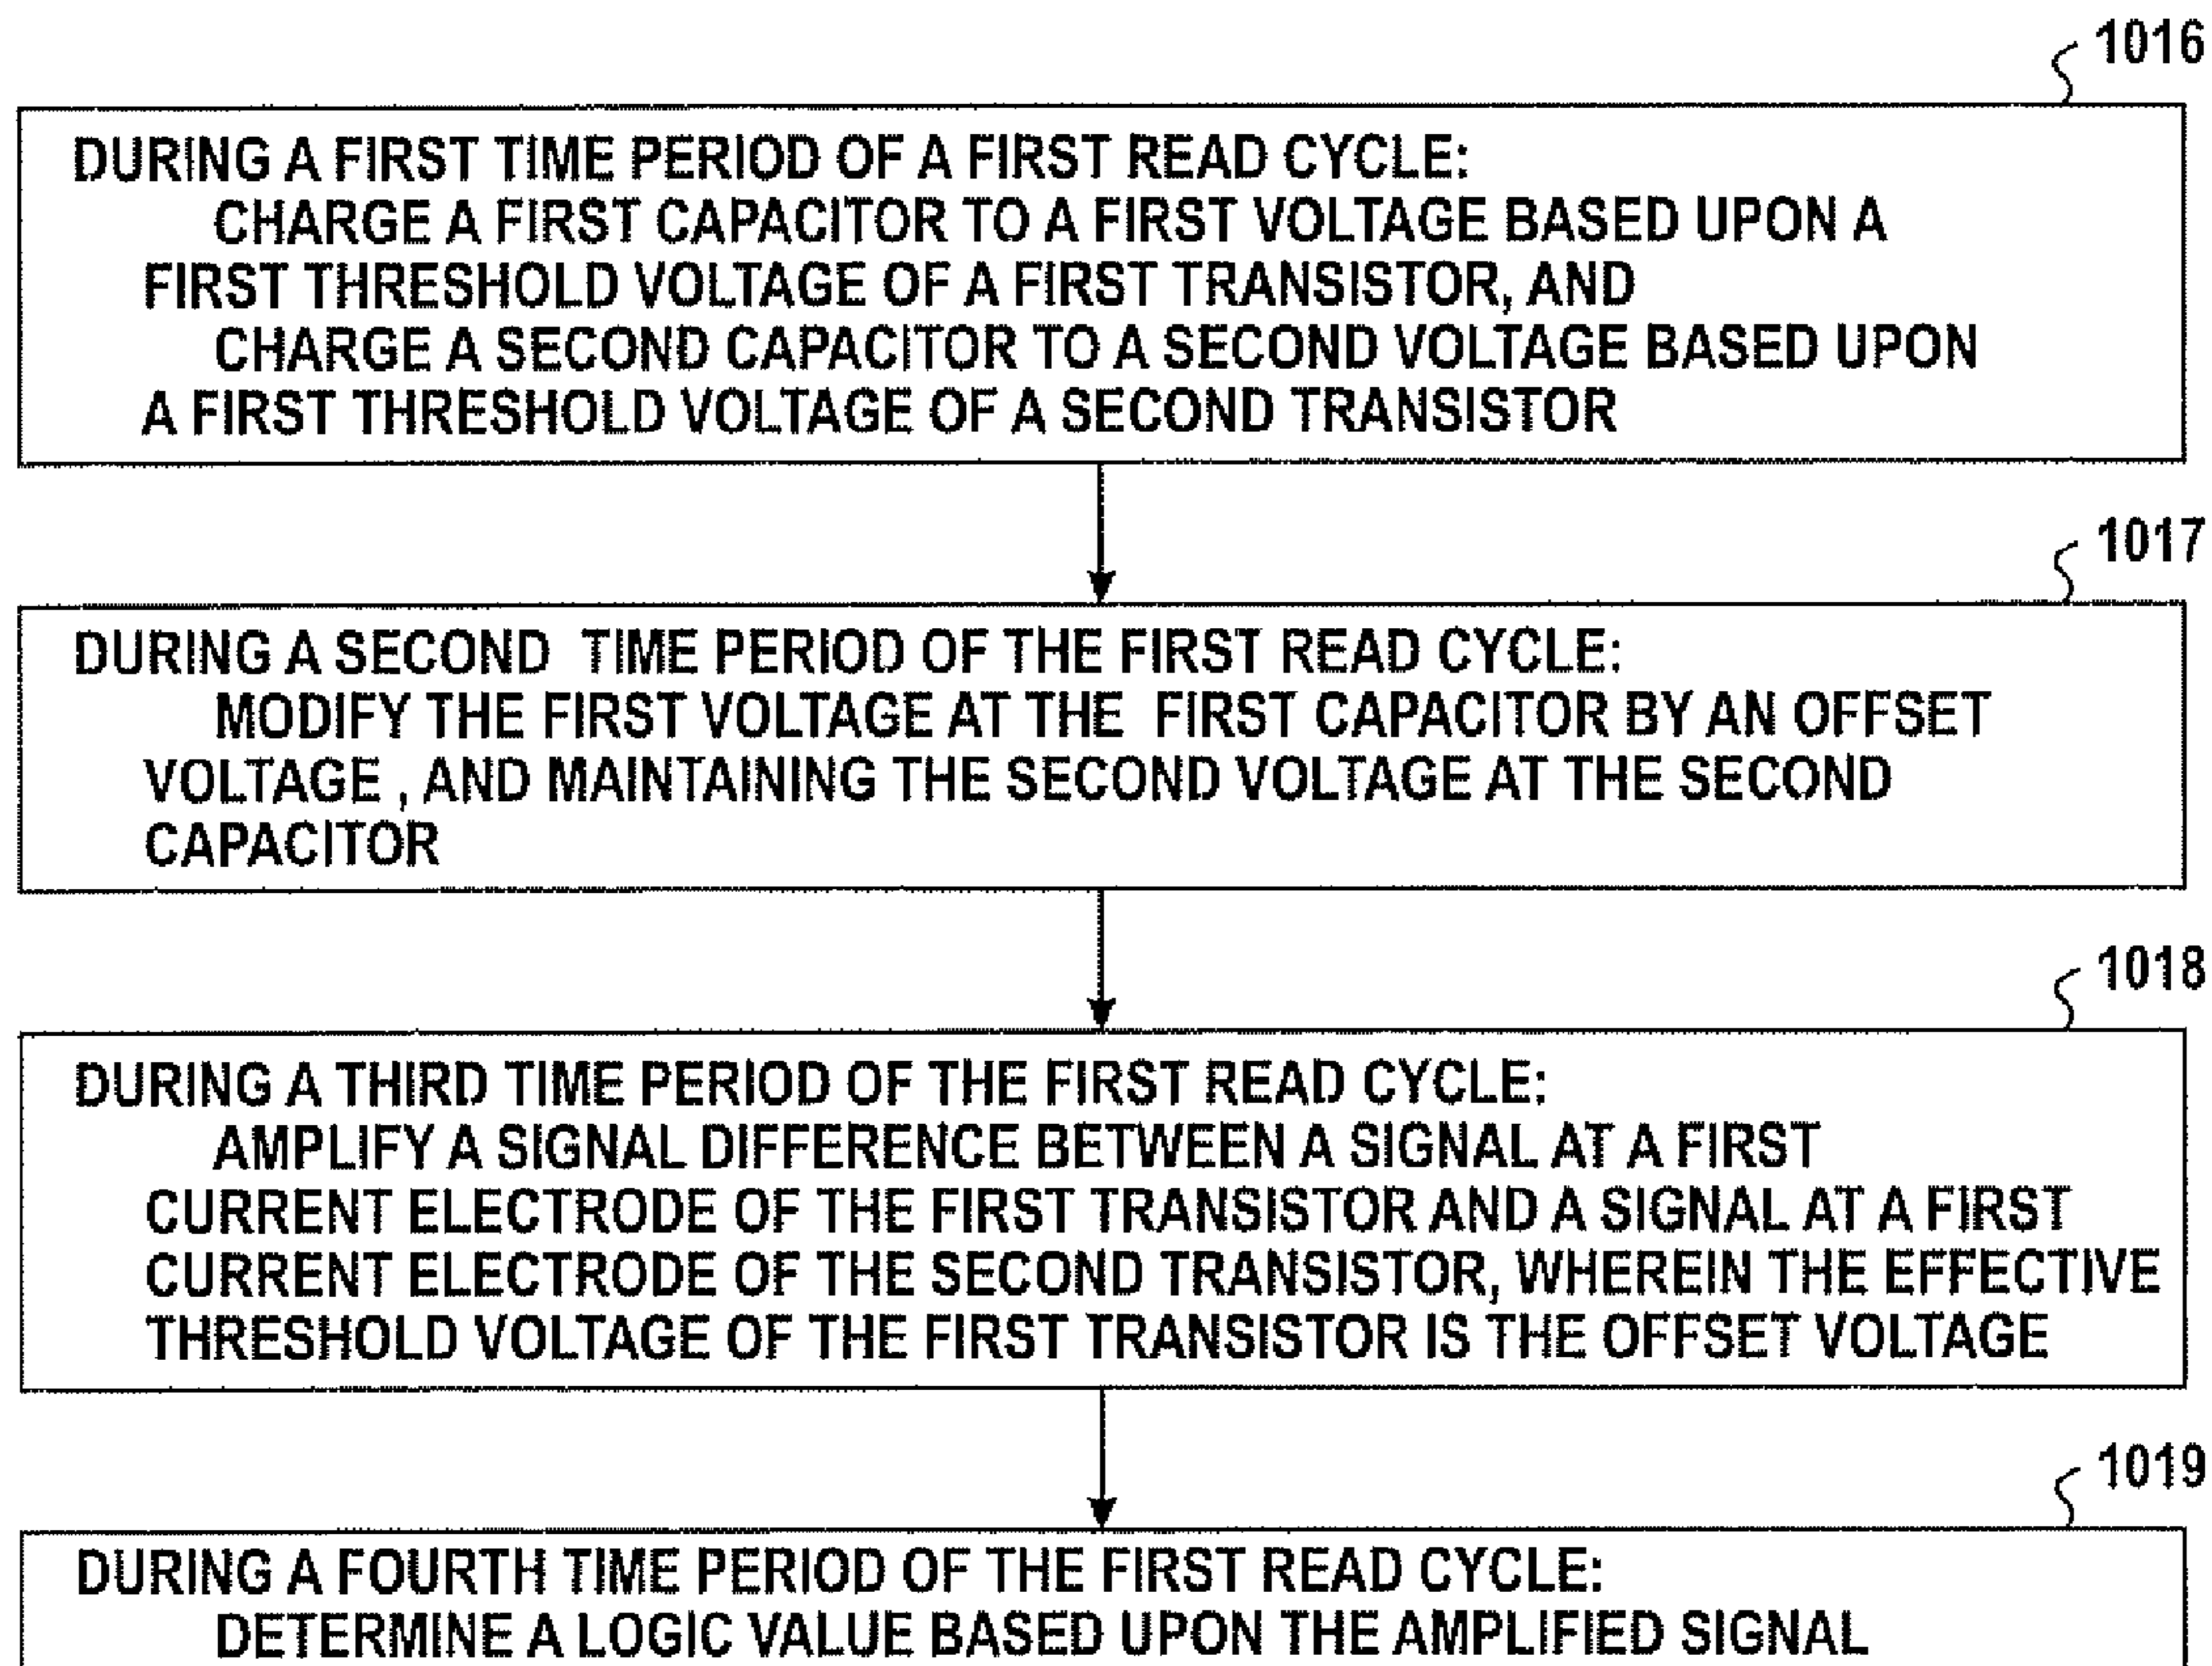 1016
DURING A FIRST TIME PERIOD OF A FIRST READ CYCLE:
CHARGE A FIRST CAPACITOR TO A FIRST VOLTAGE BASED UPON A
FIRST THRESHOLD VOLTAGE OF A FIRST TRANSISTOR, AND
CHARGE A SECOND CAPACITOR TO A SECOND VOLTAGE BASED UPON
A FIRST THRESHOLD VOLTAGE OF A SECOND TRANSISTOR
1017
DURING A SECOND TIME PERIOD OF THE FIRST READ CYCLE:
MODIFY THE FIRST VOLTAGE AT THE FIRST CAPACITOR BY AN OFFSET
VOLTAGE , AND MAINTAINING THE SECOND VOLTAGE AT THE SECOND
CAPACITOR
1018
DURING A THIRD TIME PERIOD OF THE FIRST READ CYCLE:
AMPLIFY A SIGNAL DIFFERENCE BETWEEN A SIGNAL AT A FIRST
CURRENT ELECTRODE OF THE FIRST TRANSISTOR AND A SIGNAL AT A FIRST
CURRENT ELECTRODE OF THE SECOND TRANSISTOR, WHEREIN THE EFFECTIVE
THRESHOLD VOLTAGE OF THE FIRST TRANSISTOR IS THE OFFSET VOLTAGE
1019
DURING A FOURTH TIME PERIOD OF THE FIRST READ CYCLE:
DETERMINE A LOGIC VALUE BASED UPON THE AMPLIFIED SIGNAL